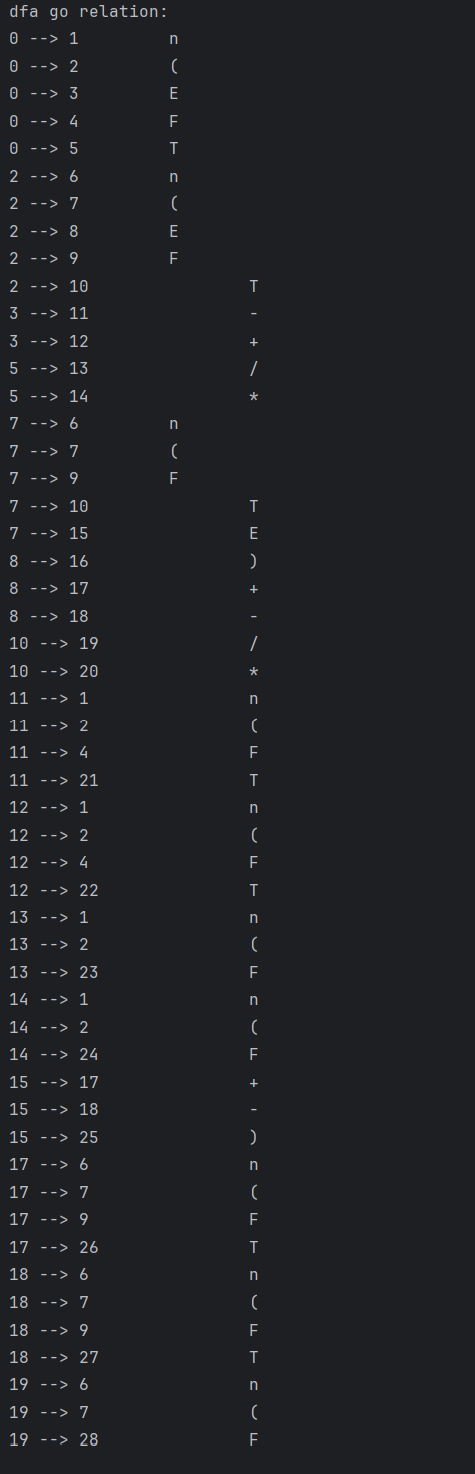 dfa go relation:
0 --> 1 n
0 --> 2 (
0 --> 3 E
0 --> 4 F
0 --> 5 T
2 --> 6 n
2 --> 7 (
2 --> 8 E
2 --> 9 F
2 --> 10 T
3 --> 11 -
3 --> 12 +
5 --> 13 /
5 --> 14 *
7 --> 6 n
7 --> 7 (
7 --> 9 F
7 --> 10 T
7 --> 15 E
8 --> 16 )
8 --> 17 +
8 --> 18 -
10 --> 19 /
10 --> 20 *
11 --> 1 n
11 --> 2 (
11 --> 4 F
11 --> 21 T
12 --> 1 n
12 --> 2 (
12 --> 4 F
12 --> 22 T
13 --> 1 n
13 --> 2 (
13 --> 23 F
14 --> 1 n
14 --> 2 (
14 --> 24 F
15 --> 17 +
15 --> 18 -
15 --> 25 )
17 --> 6 n
17 --> 7 (
17 --> 9 F
17 --> 26 T
18 --> 6 n
18 --> 7 (
18 --> 9 F
18 --> 27 T
19 --> 6 n
19 --> 7 (
19 --> 28 F